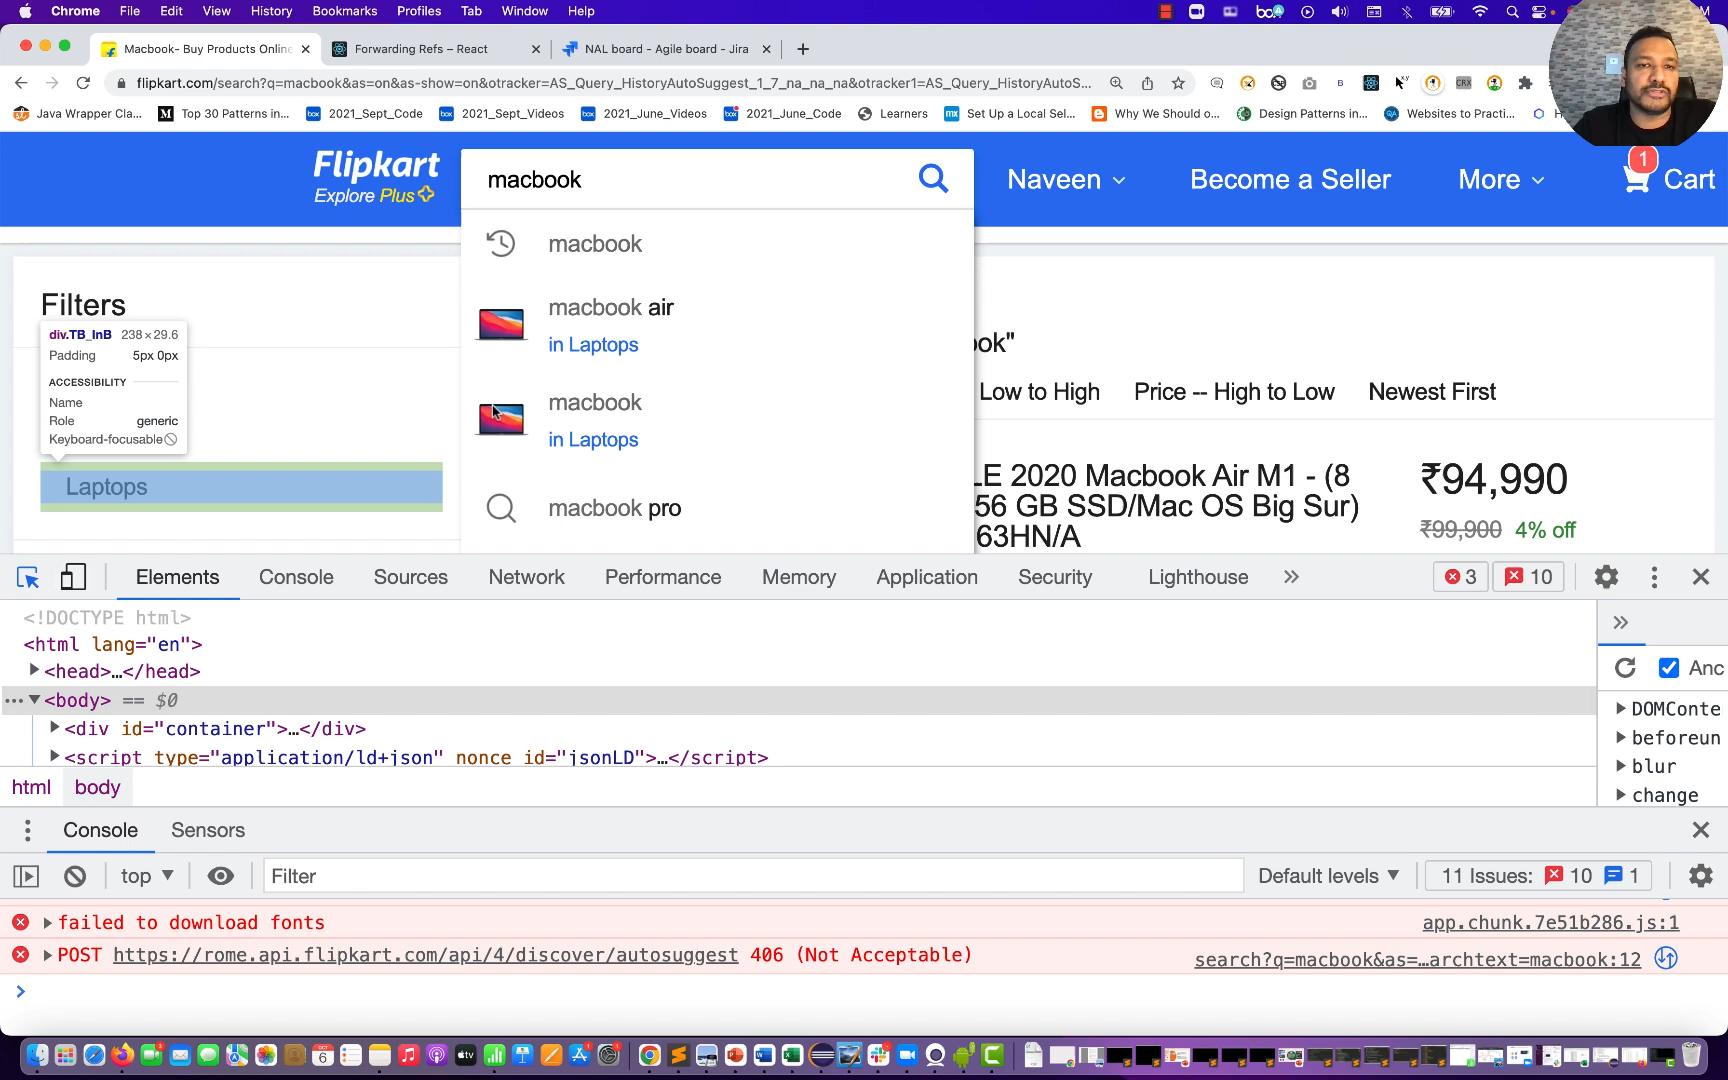 Chrome File Edit View History Bookmarks Profiles Tab Window Help
Macbook- Buy Products Online Forwarding Refs – React NAL board - Agile board - Jira
flipkart.com/search?q=macbook&as=on&as-show=on&otracker=AS_Query_HistoryAutoSuggest_1_7_na_na_na&otracker1=AS_Query_HistoryAutoS...
Java Wrapper Cla... Top 30 Patterns in... 2021_Sept_Code 2021_Sept_Videos 2021_June_Videos 2021_June_Code Learners Set Up a Local Sel... Why We Should o... Design Patterns in... Websites to Practi...
Flipkart
Explore Plus
macbook
Naveen Become a Seller More 1 Cart
macbook
macbook air
in Laptops
macbook
in Laptops
macbook pro
Filters
div.TB_InB 238×29.6
Padding 5px 0px
ACCESSIBILITY
Name
Role generic
Keyboard-focusable
Laptops
ook"
Low to High Price -- High to Low Newest First
LE 2020 Macbook Air M1 - (8
56 GB SSD/Mac OS Big Sur)
63HN/A
₹94,990
₹99,900 4% off
Elements Console Sources Network Performance Memory Application Security Lighthouse » 3 10
<!DOCTYPE html>
<html lang="en">
<head>…</head>
<body> == $0
<div id="container">…</div>
<script type="application/ld+json" nonce id="jsonLD">…</script>
html body
»
Anc
DOMConte
beforeun
blur
change
Console Sensors
top Filter Default levels 11 Issues: 10 1
failed to download fonts app.chunk.7e51b286.js:1
POST https://rome.api.flipkart.com/api/4/discover/autosuggest 406 (Not Acceptable) search?q=macbook&as=…archtext=macbook:12